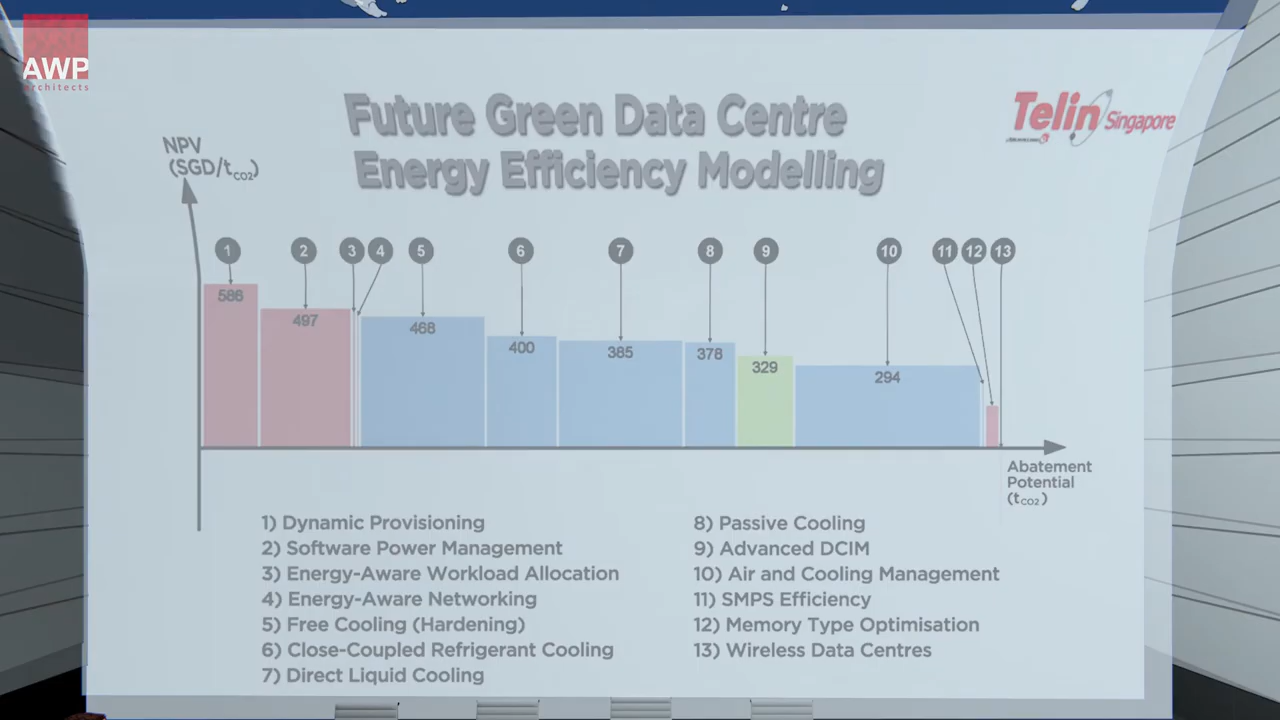 AWP
architects
Future Green Data Centre
Energy Efficiency Modelling
Telin
Singapore
NPV
(SGD/tCO2)
1
2
3
4
5
6
7
8
9
10
11
12
13
586
497
468
400
385
378
329
294
Abatement
Potential
(tCO2)
1) Dynamic Provisioning
2) Software Power Management
3) Energy-Aware Workload Allocation
4) Energy-Aware Networking
5) Free Cooling (Hardening)
6) Close-Coupled Refrigerant Cooling
7) Direct Liquid Cooling
8) Passive Cooling
9) Advanced DCIM
10) Air and Cooling Management
11) SMPS Efficiency
12) Memory Type Optimisation
13) Wireless Data Centres